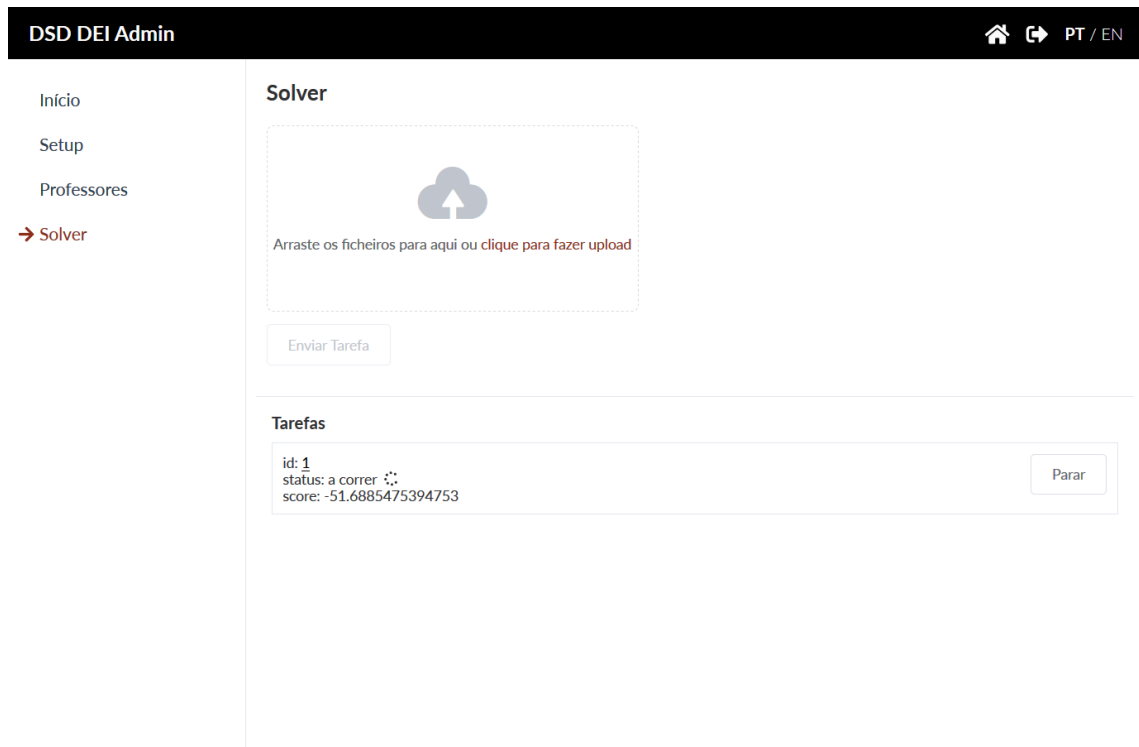 DSD DEI Admin
PT / EN
Início
Setup
Professores
Solver
Solver
Arraste os ficheiros para aqui ou clique para fazer upload
Enviar Tarefa
Tarefas
id: 1
status: a correr
score: -51.6885475394753
Parar